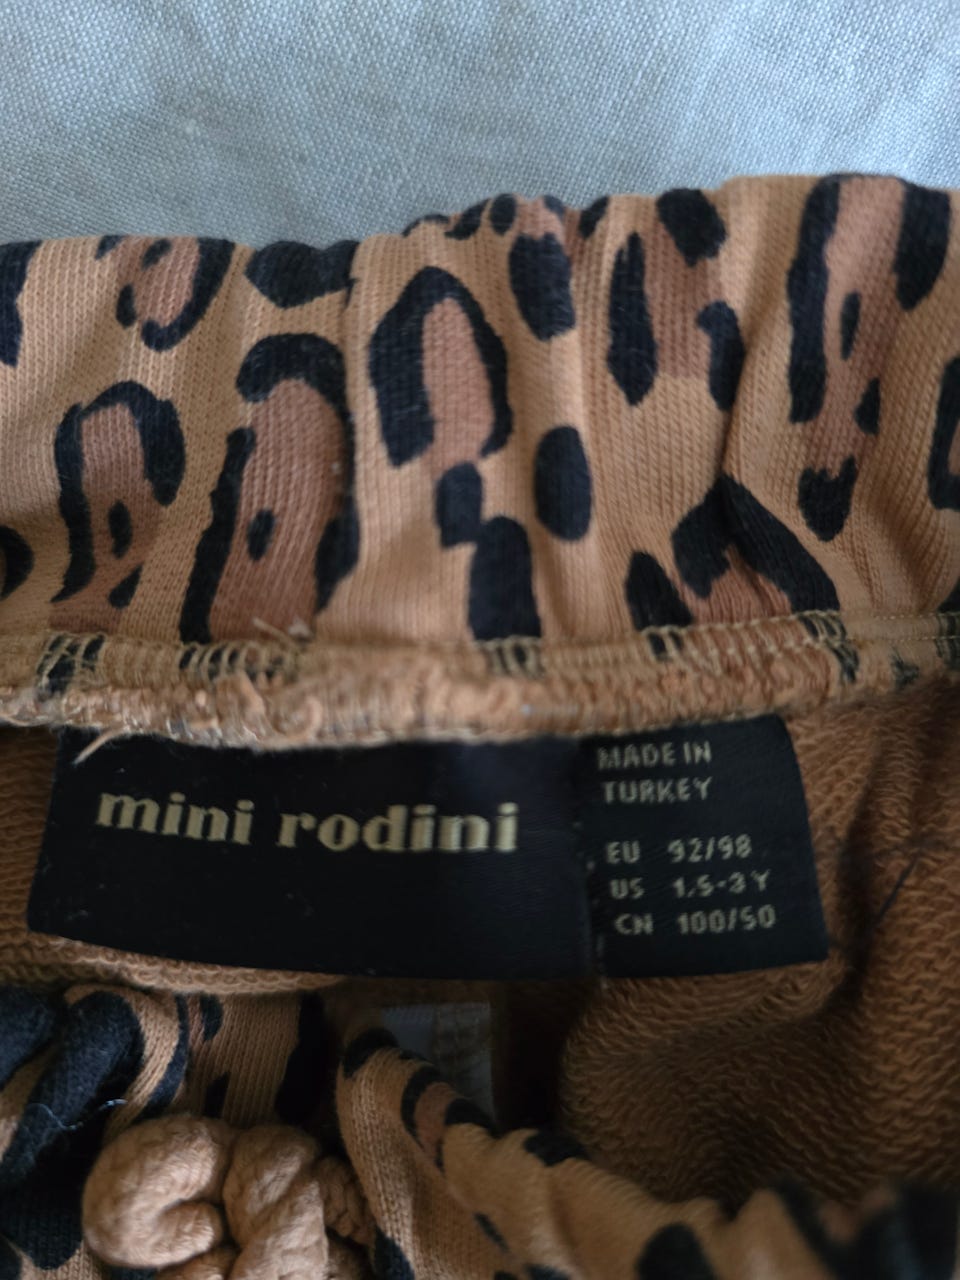 mini rodini
MADE IN
TURKEY
EU 92/98
US 1,5-3 Y
CN 100/50